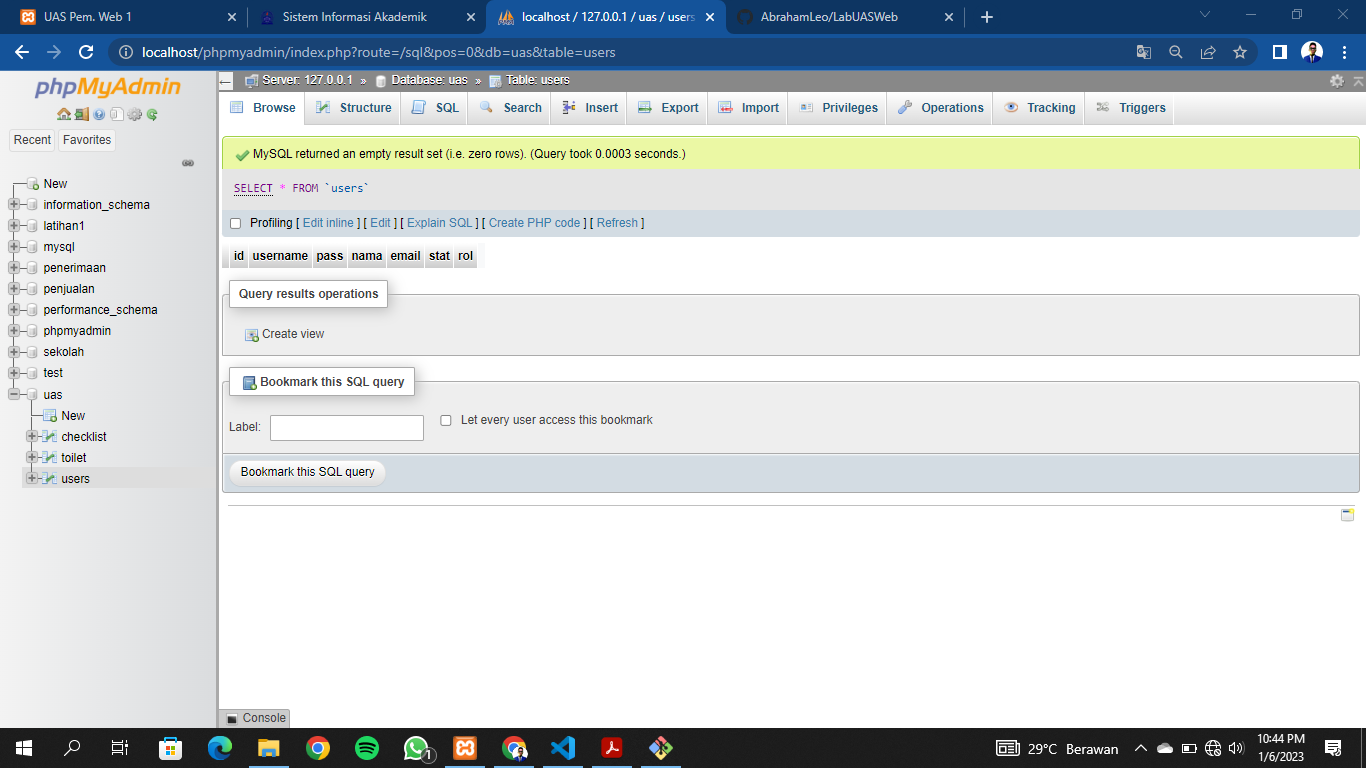 UAS Pem. Web 1
Sistem Informasi Akademik
localhost / 127.0.0.1 / uas / users
AbrahamLeo/LabUASWeb
localhost/phpmyadmin/index.php?route=/sql&pos=0&db=uas&table=users
phpMyAdmin
Recent
Favorites
New
information_schema
latihan1
mysql
penerimaan
penjualan
performance_schema
phpmyadmin
sekolah
test
uas
New
checklist
toilet
users
Server: 127.0.0.1 » Database: uas » Table: users
Browse Structure SQL Search Insert Export Import Privileges Operations Tracking Triggers
MySQL returned an empty result set (i.e. zero rows). (Query took 0.0003 seconds.)
SELECT * FROM `users`
Profiling [ Edit inline ] [ Edit ] [ Explain SQL ] [ Create PHP code ] [ Refresh ]
id username pass nama email stat rol
Query results operations
Create view
Bookmark this SQL query
Label:
Let every user access this bookmark
Bookmark this SQL query
Console
1
29°C Berawan
10:44 PM
1/6/2023